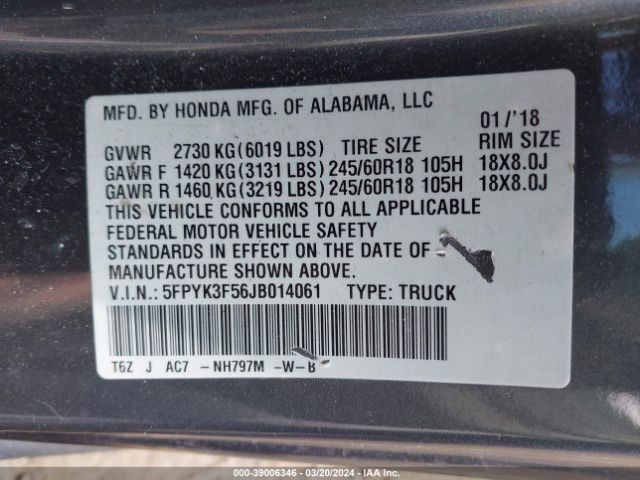 MFD. BY HONDA MFG. OF ALABAMA, LLC
01/'18
GVWR 2730 KG(6019 LBS) TIRE SIZE RIM SIZE
GAWR F 1420 KG(3131 LBS) 245/60R18 105H 18X8.0J
GAWR R 1460 KG(3219 LBS) 245/60R18 105H 18X8.0J
THIS VEHICLE CONFORMS TO ALL APPLICABLE
FEDERAL MOTOR VEHICLE SAFETY
STANDARDS IN EFFECT ON THE DATE OF
MANUFACTURE SHOWN ABOVE.
V.I.N.: 5FPYK3F56JB014061 TYPE: TRUCK
T6Z J AC7 -NH797M -W-B
000-39006346 - 03/20/2024 - IAA Inc.